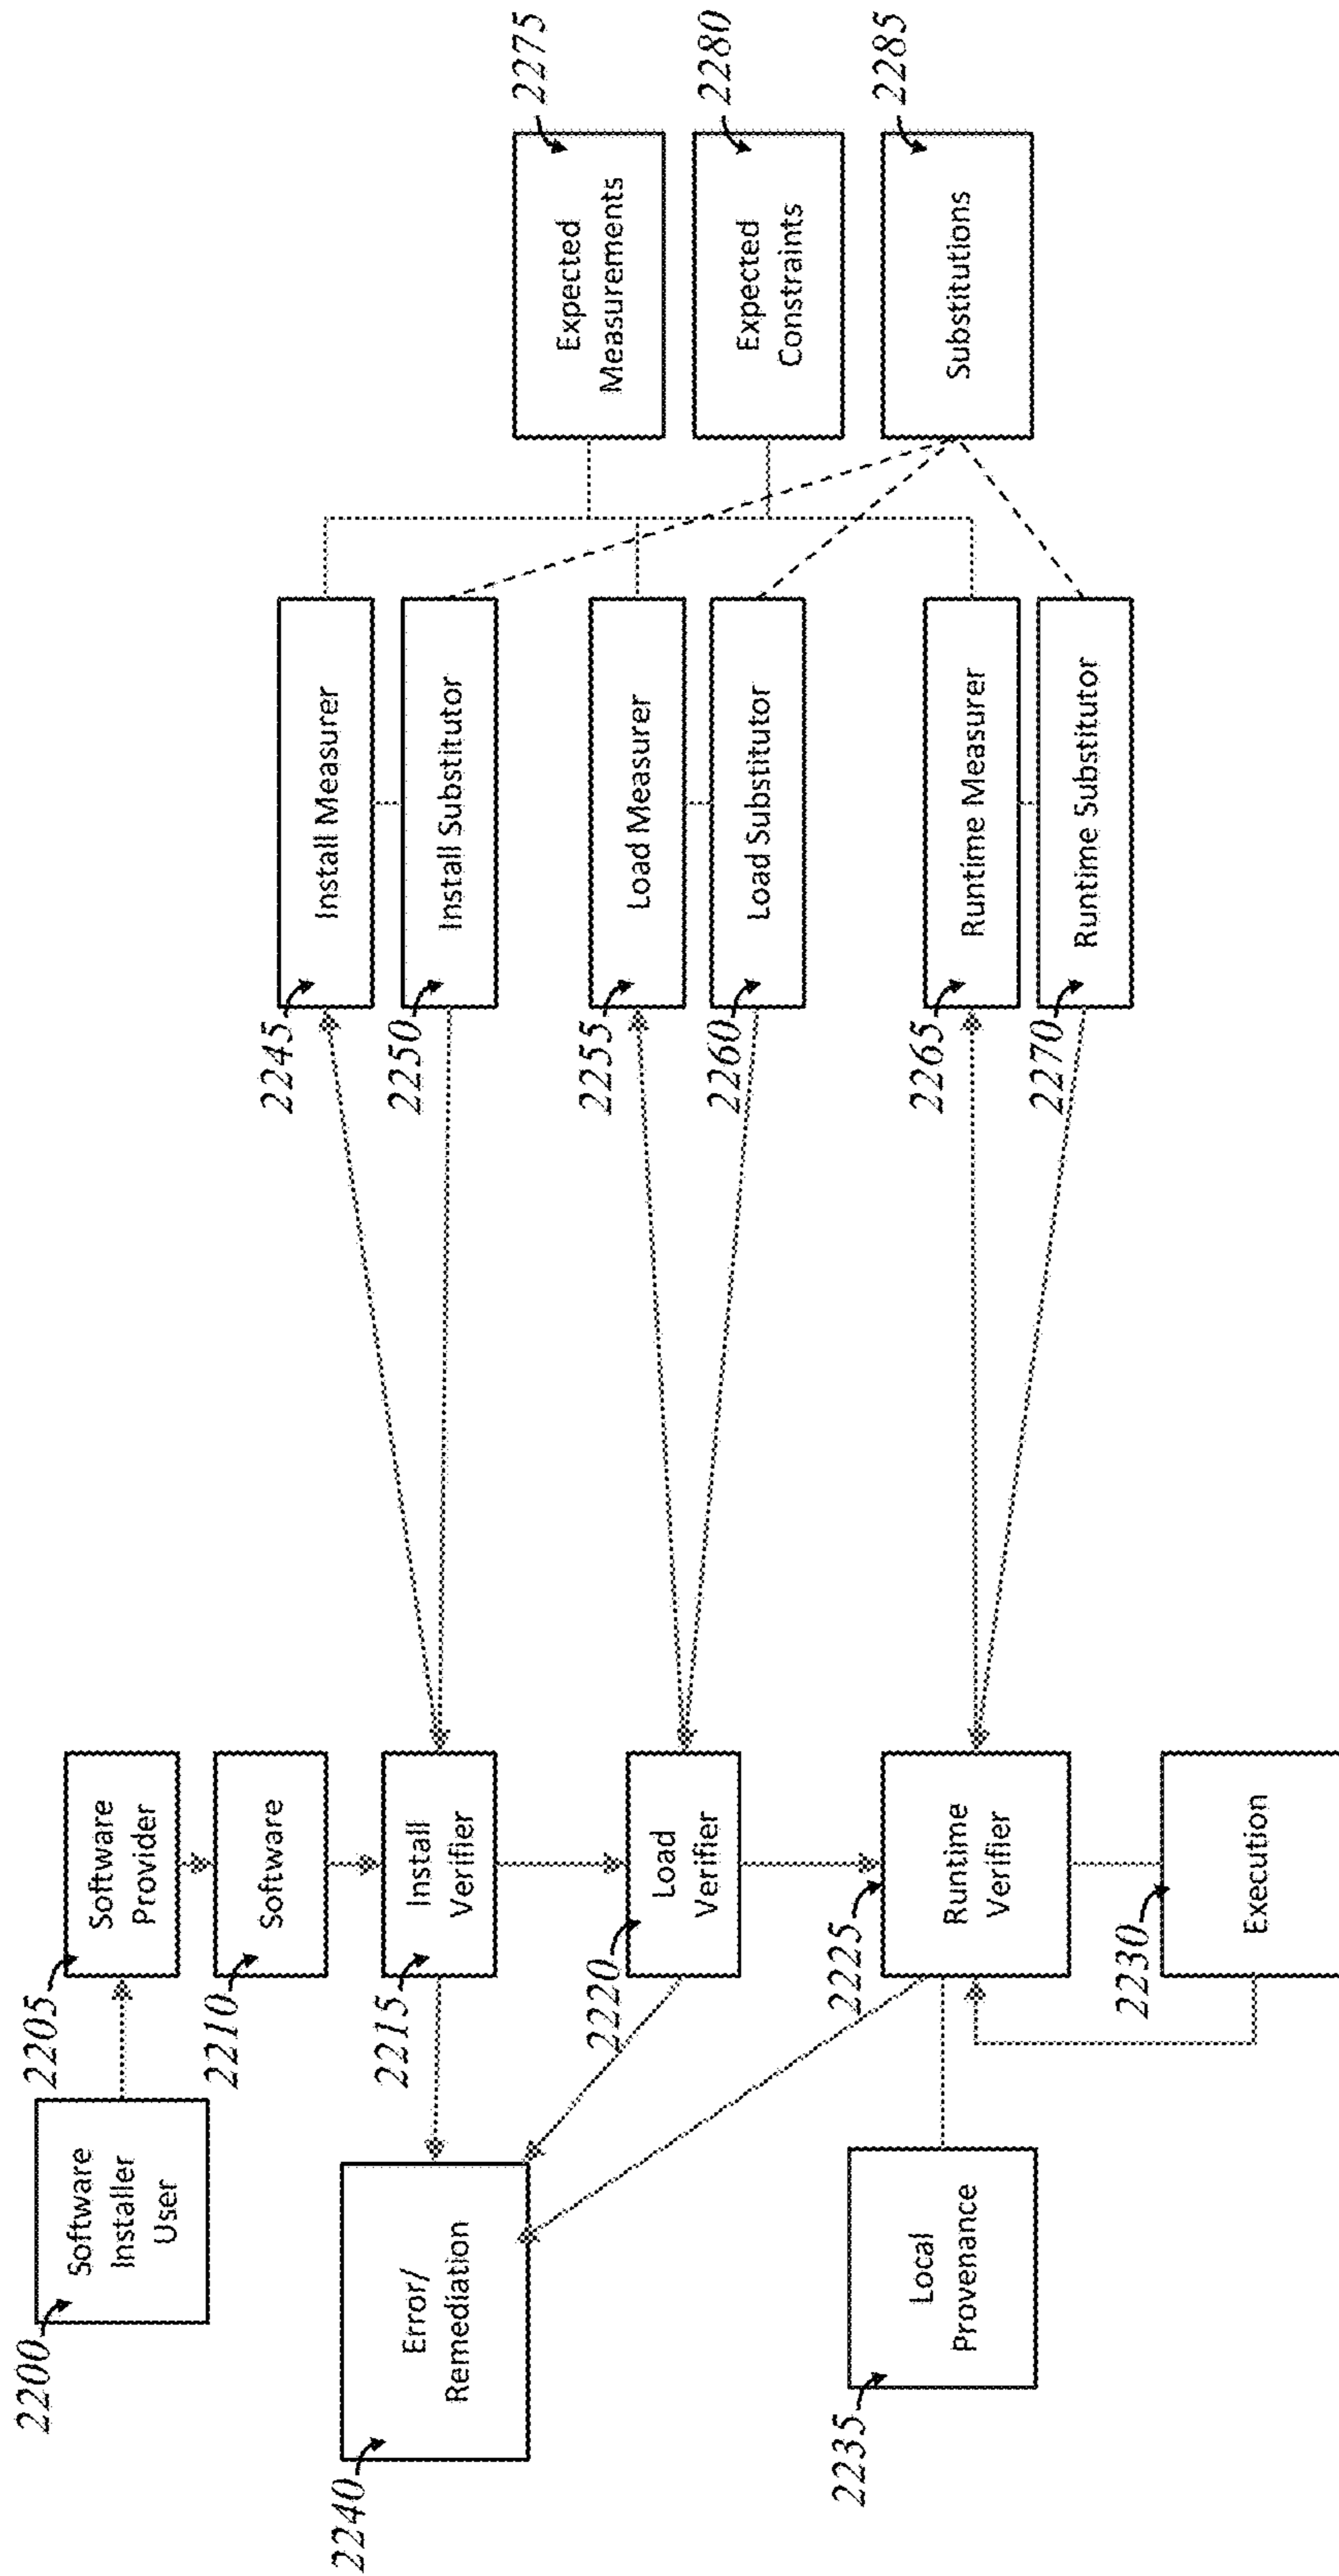 2200
Software
Installer
User
2205
Software
Provider
2210
Software
2215
Install
Verifier
2220
Load
Verifier
2225
Runtime
Verifier
2230
Execution
2235
Local
Provenance
2240
Error/
Remediation
2245
Install Measurer
2250
Install Substitutor
2255
Load Measurer
2260
Load Substitutor
2265
Runtime Measurer
2270
Runtime Substitutor
2275
Expected
Measurements
2280
Expected
Constraints
2285
Substitutions